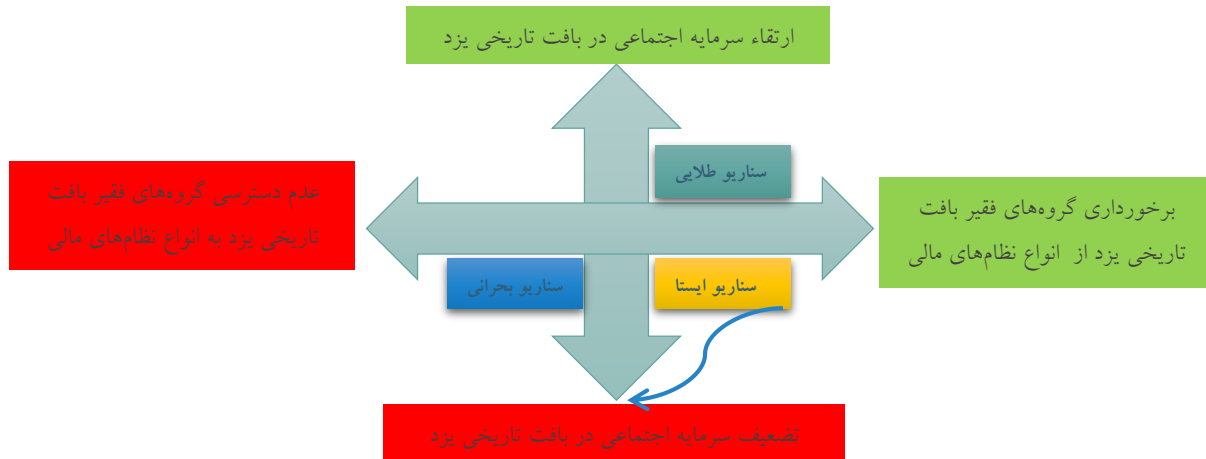 ارتقاء سرمایه اجتماعی در بافت تاریخی یزد
سناریو طلایی
برخورداری گروه‌های فقیر بافت
تاریخی یزد از انواع نظام‌های مالی
عدم دسترسی گروه‌های فقیر بافت
تاریخی یزد به انواع نظام‌های مالی
سناریو ایستا
سناریو بحرانی
تضعیف سرمایه اجتماعی در بافت تاریخی یزد